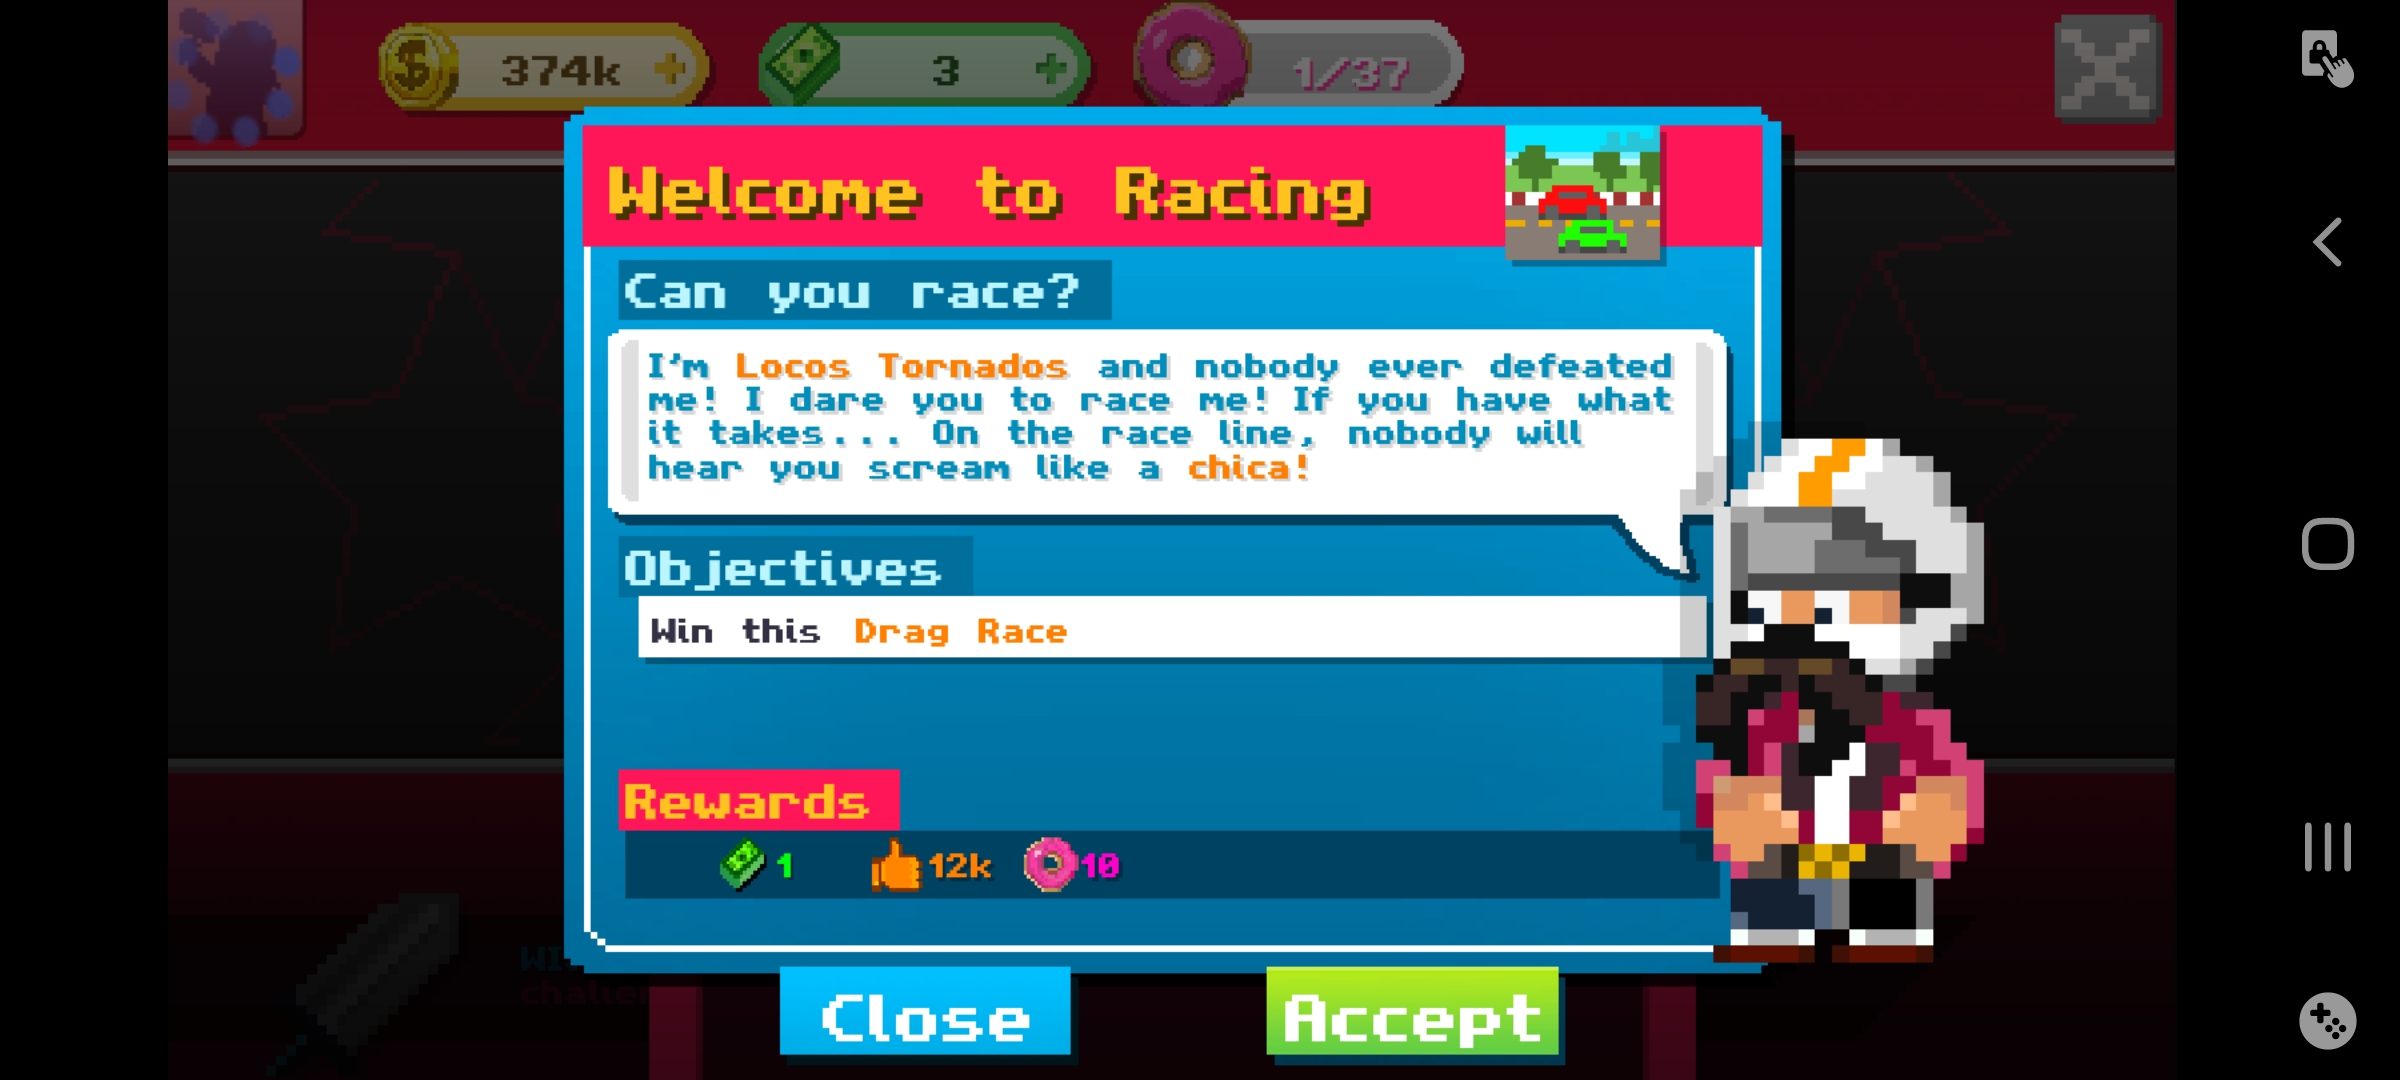 374k
3
1/37
Welcome to Racing
Can you race?
I'm Locos Tornados and nobody ever defeated
me! I dare you to race me! If you have what
it takes... On the race line, nobody will
hear you scream like a chica!
Objectives
Win this Drag Race
Rewards
1 12k 10
Close
Accept